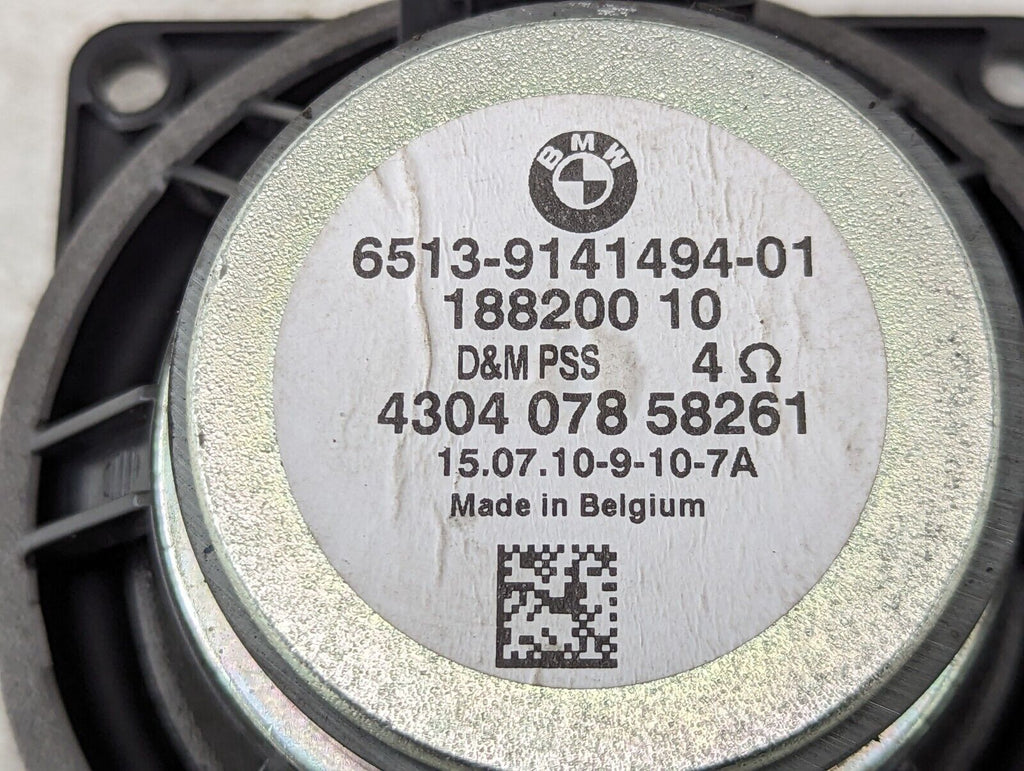 BMW
6513-9141494-01
188200 10
D&M PSS 4 Ω
4304 078 58261
15.07.10-9-10-7A
Made in Belgium